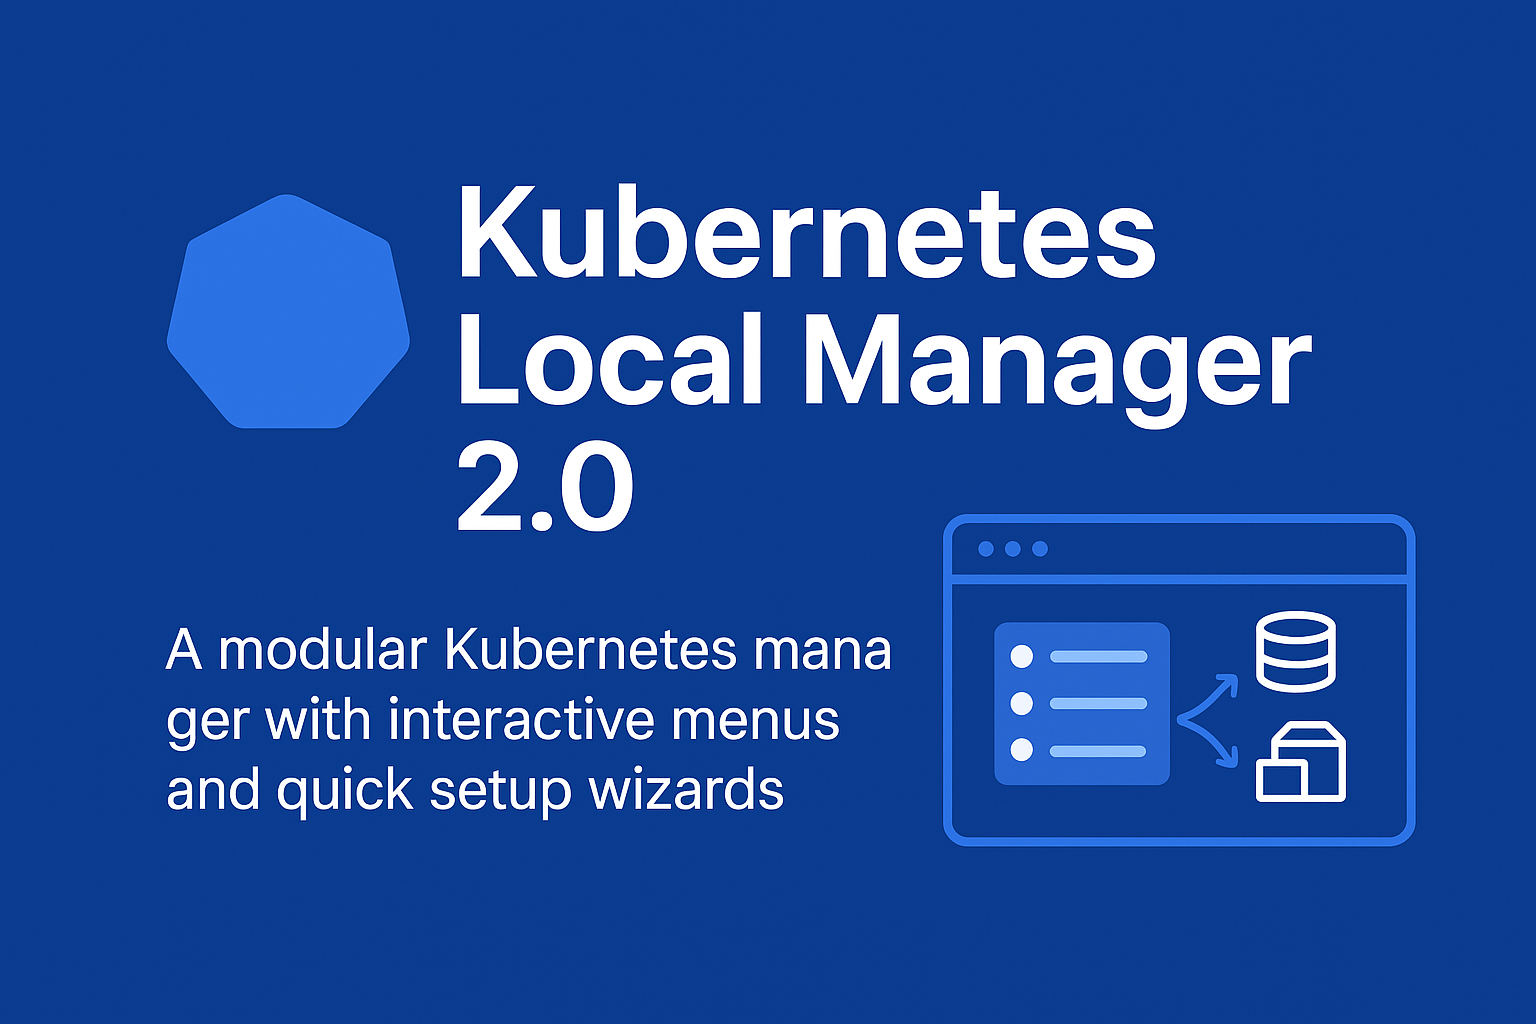 Kubernetes
Local Manager
2.0
A modular Kubernetes mana
ger with interactive menus
and quick setup wizards